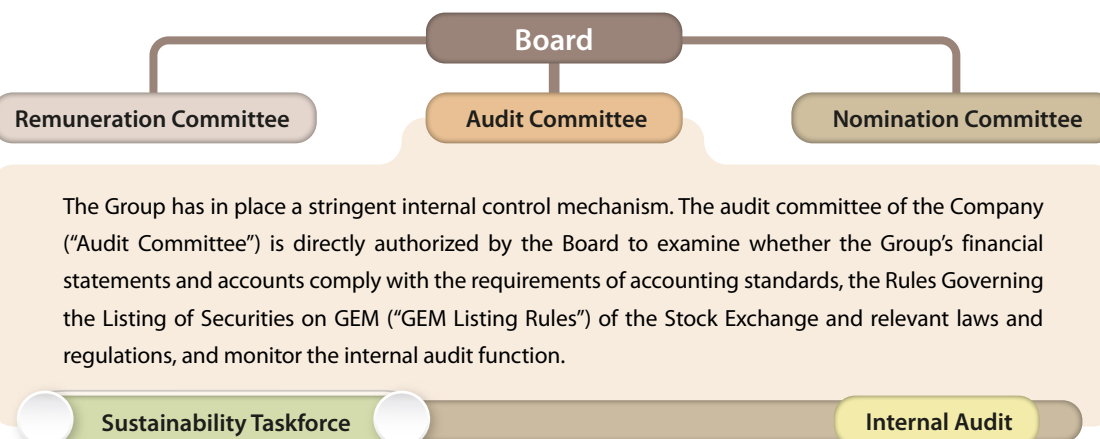 Board
Remuneration Committee
Audit Committee
Nomination Committee
The Group has in place a stringent internal control mechanism. The audit committee of the Company
(“Audit Committee”) is directly authorized by the Board to examine whether the Group’s financial
statements and accounts comply with the requirements of accounting standards, the Rules Governing
the Listing of Securities on GEM (“GEM Listing Rules”) of the Stock Exchange and relevant laws and
regulations, and monitor the internal audit function.
Sustainability Taskforce
Internal Audit